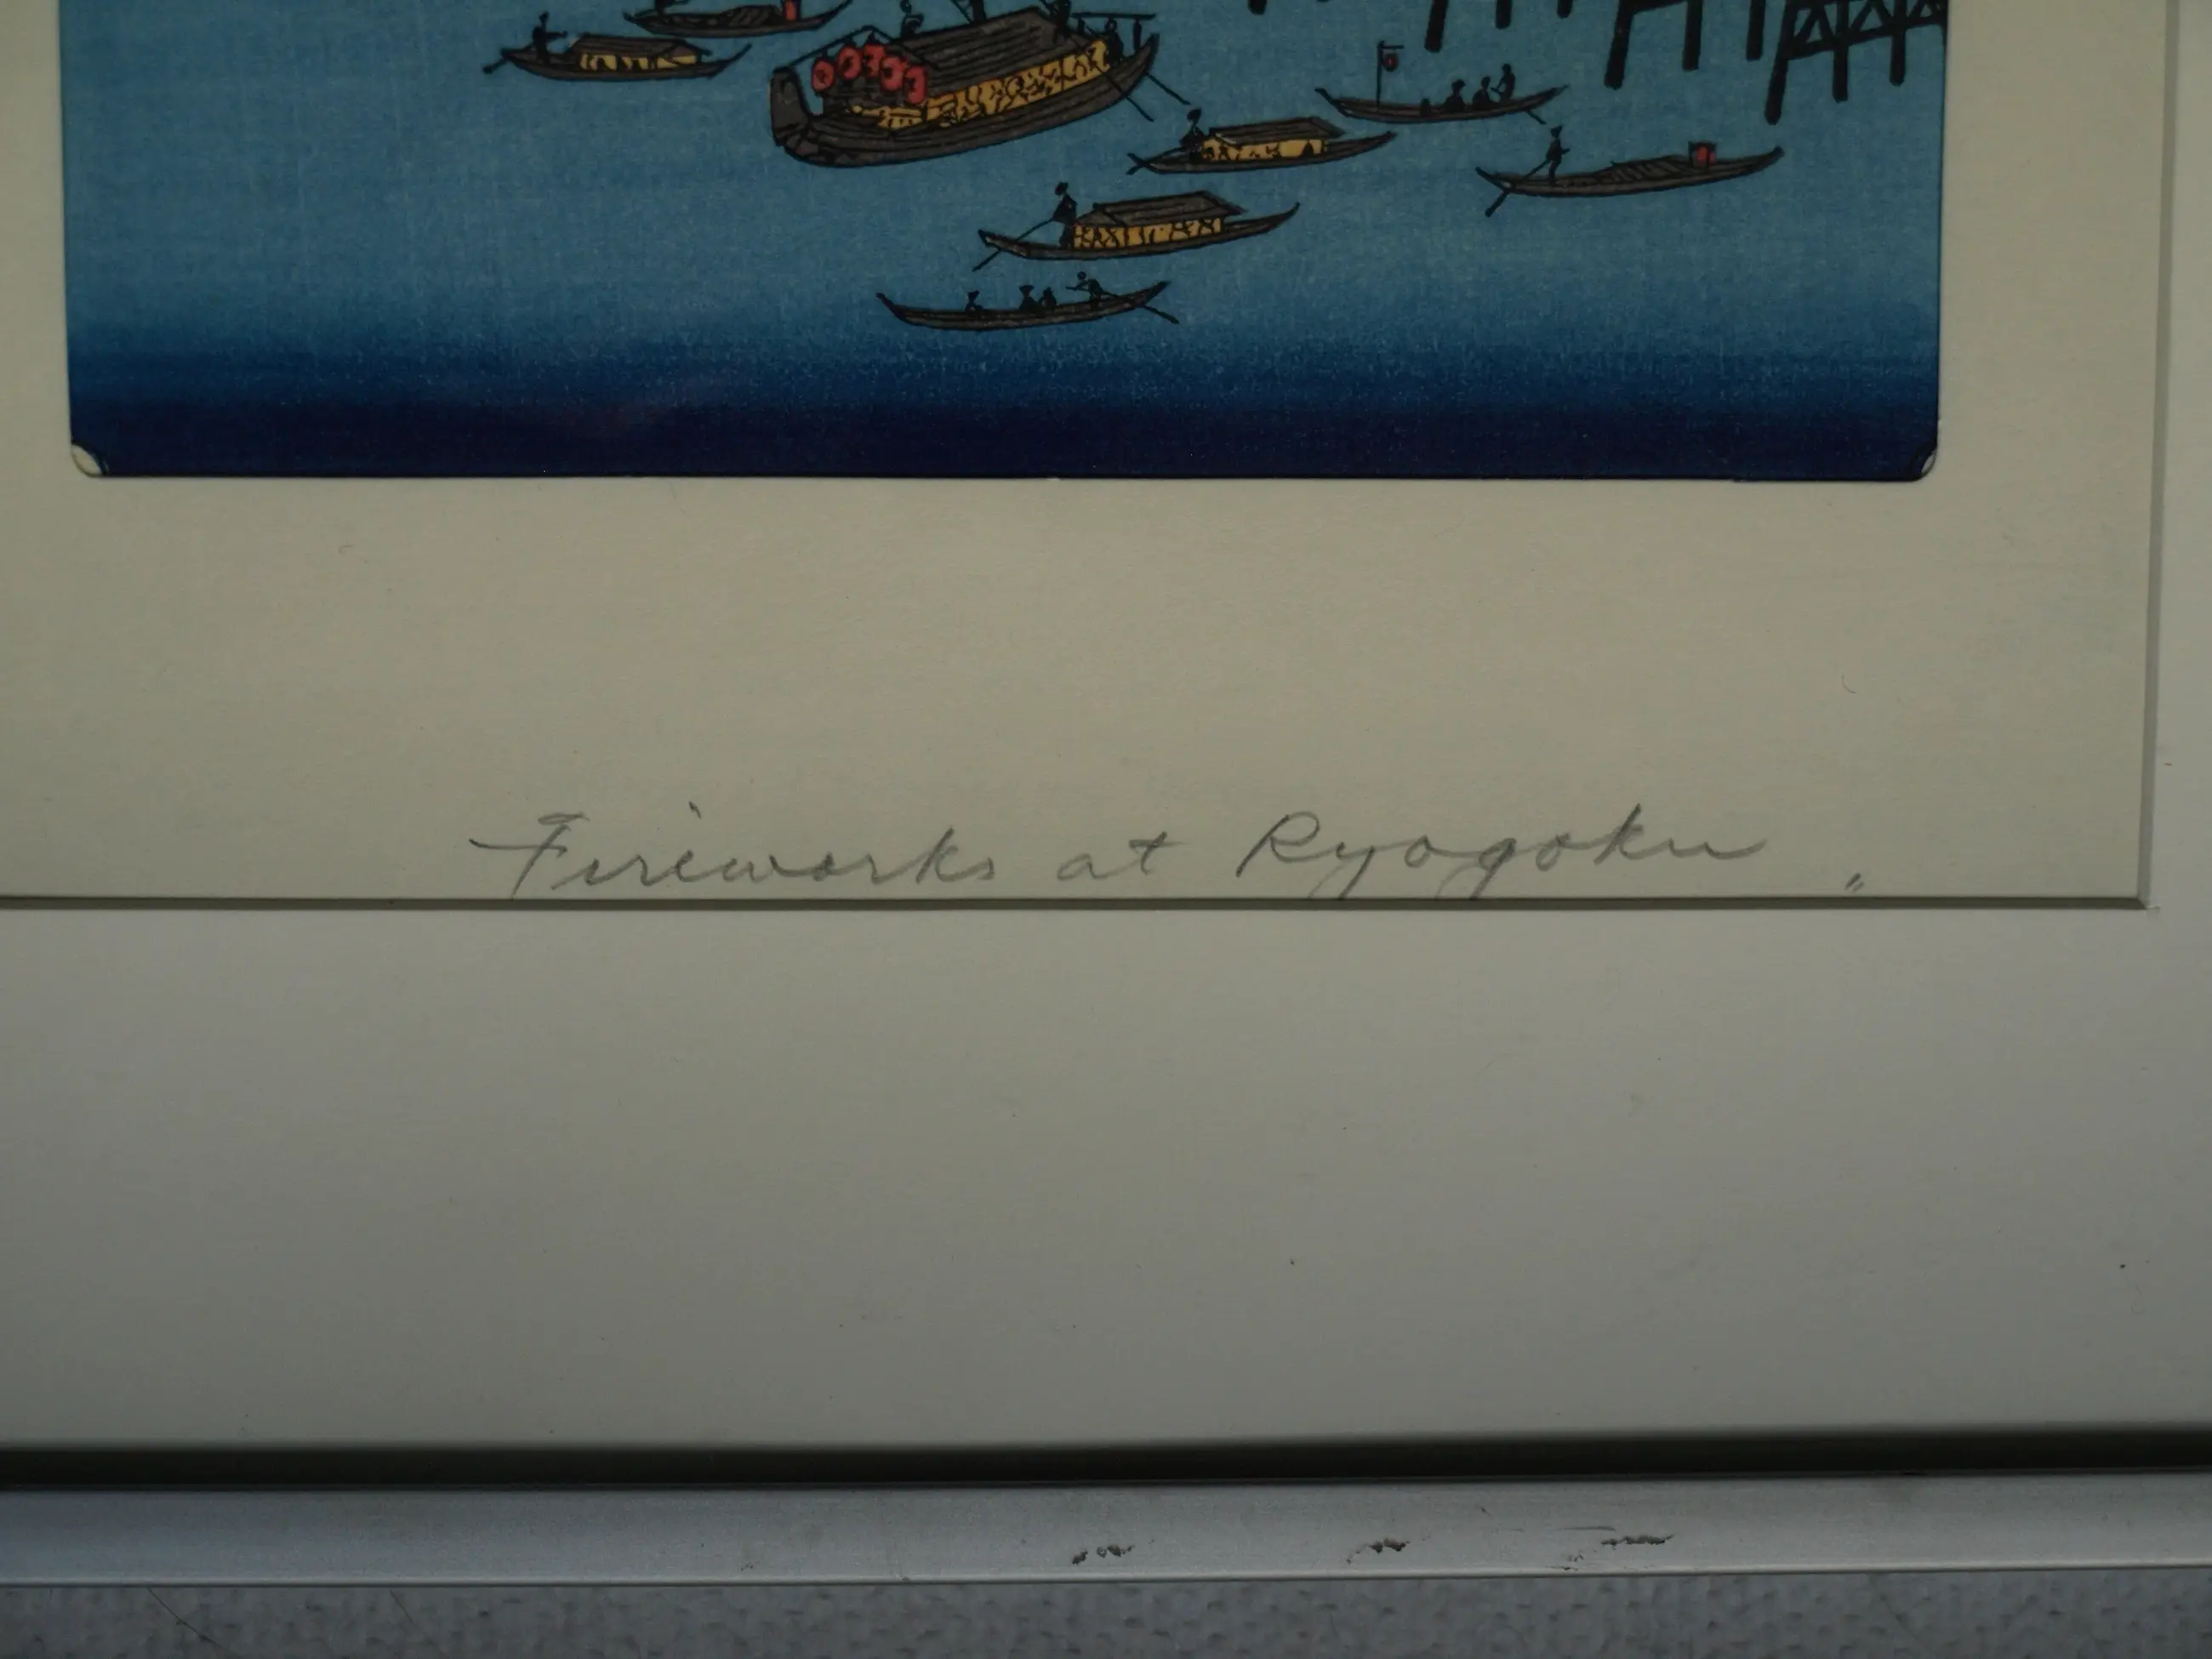 Fireworks at Ryogoku "